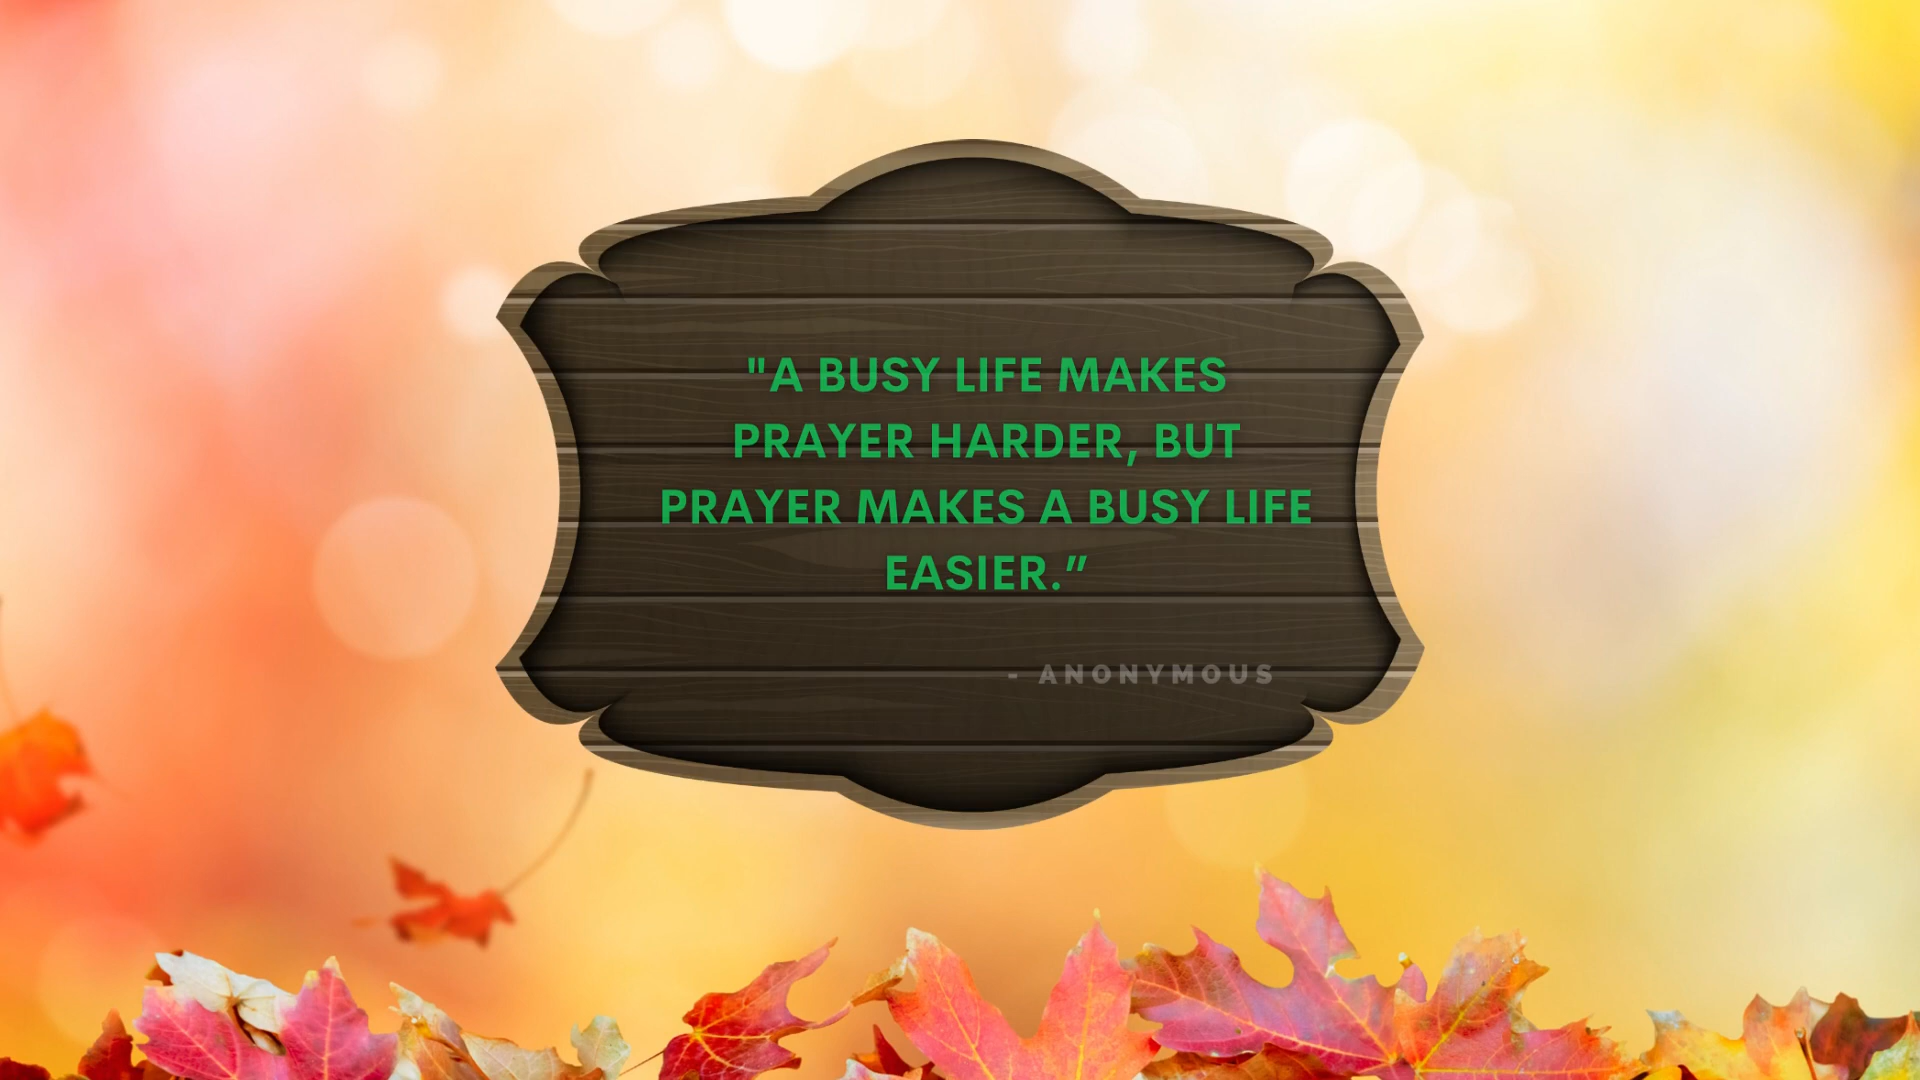 "A BUSY LIFE MAKES
PRAYER HARDER, BUT
PRAYER MAKES A BUSY LIFE
EASIER.”
- ANONYMOUS